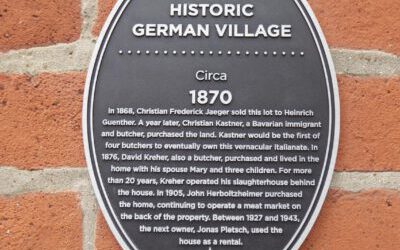 HISTORIC
GERMAN VILLAGE
Circa
1870
In 1868, Christian Frederick Jaeger sold this lot to Heinrich
Guenther. A year later, Christian Kastner, a Bavarian immigrant
and butcher, purchased the land. Kastner would be the first of
four butchers to eventually own this vernacular Italianate. In
1876, David Kreher, also a butcher, purchased and lived in the
home with his spouse Mary and three children. For more
than 20 years, Kreher operated his slaughterhouse behind
the house. In 1905, John Herboltzheimer purchased
the home, continuing to operate a meat market on
the back of the property. Between 1927 and 1943,
the next owner, Jonas Pletsch, used
the house as a rental.